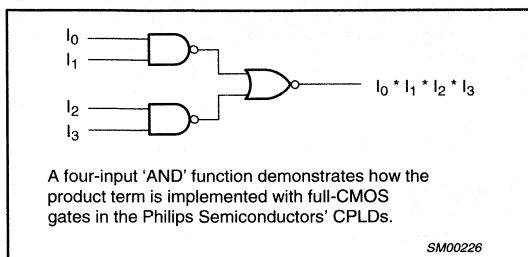 I0
I1
I2
I3
I0 * I1 * I2 * I3
A four-input ‘AND’ function demonstrates how the
product term is implemented with full-CMOS
gates in the Philips Semiconductors’ CPLDs.
SM00226